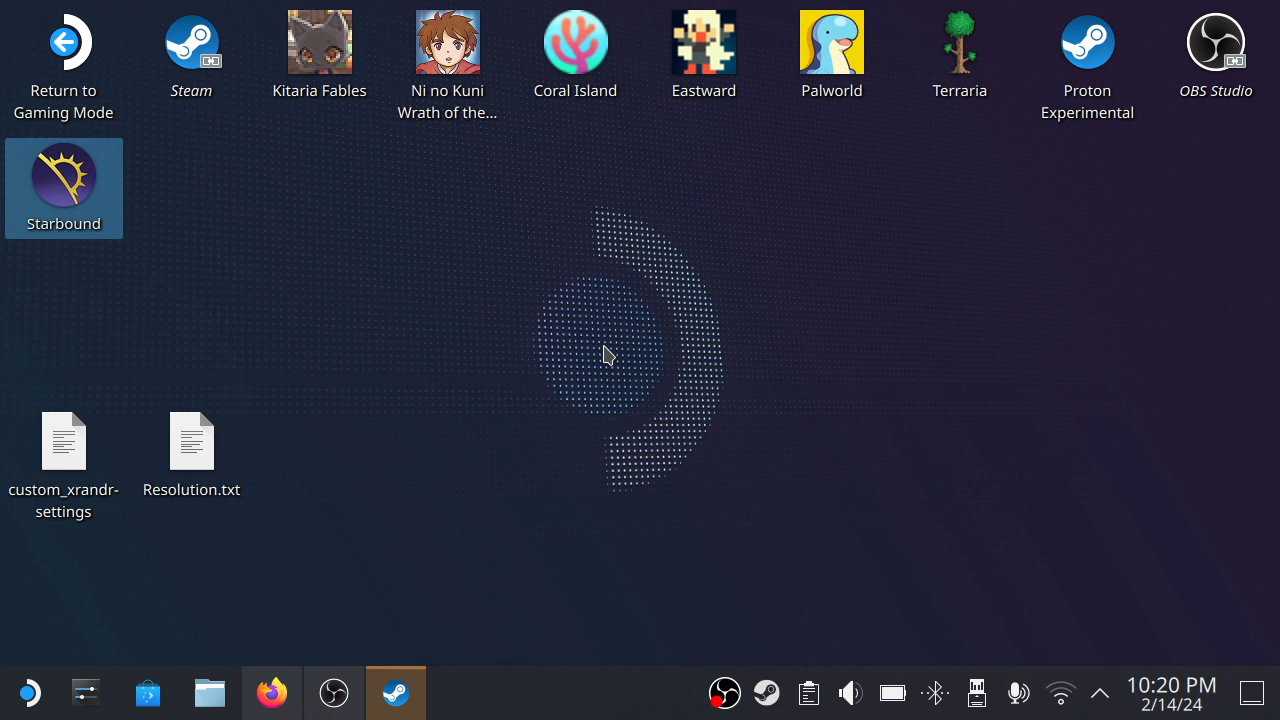 Return to
Gaming Mode
Steam
Kitaria Fables
Ni no Kuni
Wrath of the...
Coral Island
Eastward
Palworld
Terraria
Proton
Experimental
OBS Studio
Starbound
custom_xrandr-
settings
Resolution.txt
10:20 PM
2/14/24